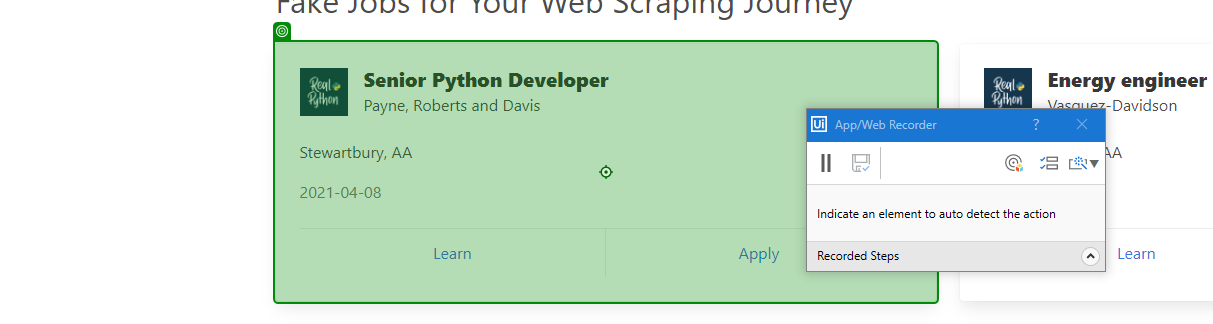 Fake Jobs for Your Web Scraping Journey
Real Python
Senior Python Developer
Payne, Roberts and Davis
Stewartbury, AA
2021-04-08
Learn
Apply
Real Python
Energy engineer
Vasquez-Davidson
AA
Learn
Ui App/Web Recorder ?
Indicate an element to auto detect the action
Recorded Steps